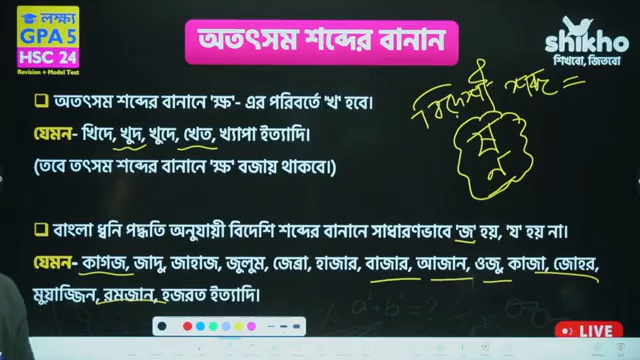 লক্ষ্য
GPA 5
HSC 24
Revision + Model Test
অতৎসম শব্দের বানান
shikho
শিখবো, জিতবো
অতৎসম শব্দের বানানে 'ক্ষ'- এর পরিবর্তে 'খ' হবে।
যেমন- খিদে, খুদ, খুদে, খেত, খ্যাপা ইত্যাদি।
(তবে তৎসম শব্দের বানানে 'ক্ষ' বজায় থাকবে।)
বিদেশী শব্দ =
ষ
ন
বাংলা ধ্বনি পদ্ধতি অনুযায়ী বিদেশি শব্দের বানানে সাধারণভাবে 'জ' হয়, 'য' হয় না।
যেমন- কাগজ, জাদু, জাহাজ, জুলুম, জেব্রা, হাজার, বাজার, আজান, ওজু, কাজা, জোহর,
মুয়াজ্জিন, রমজান, হজরত ইত্যাদি।
a²+b²=?
LIVE